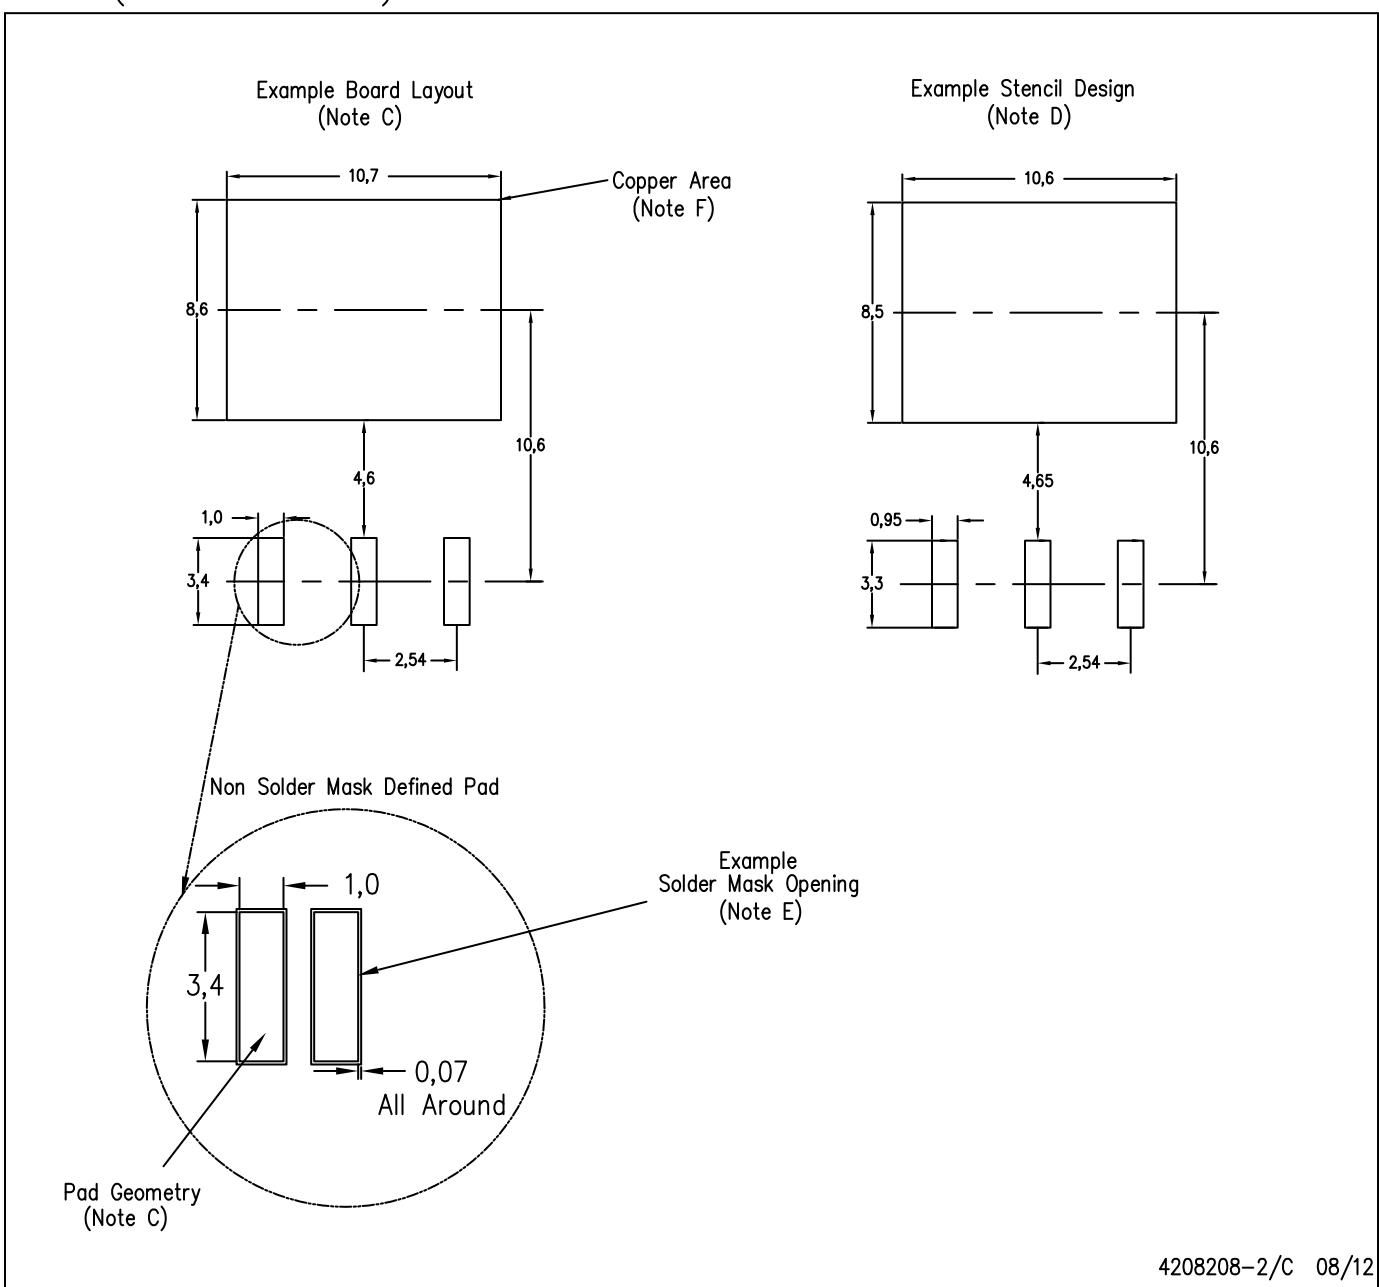 Example Board Layout
(Note C)
10,7
Copper Area
(Note F)
8,6
10,6
4,6
1,0
3,4
2,54
Example Stencil Design
(Note D)
10,6
8,5
10,6
4,65
0,95
3,3
2,54
Non Solder Mask Defined Pad
1,0
3,4
0,07
All Around
Example
Solder Mask Opening
(Note E)
Pad Geometry
(Note C)
4208208-2/C 08/12